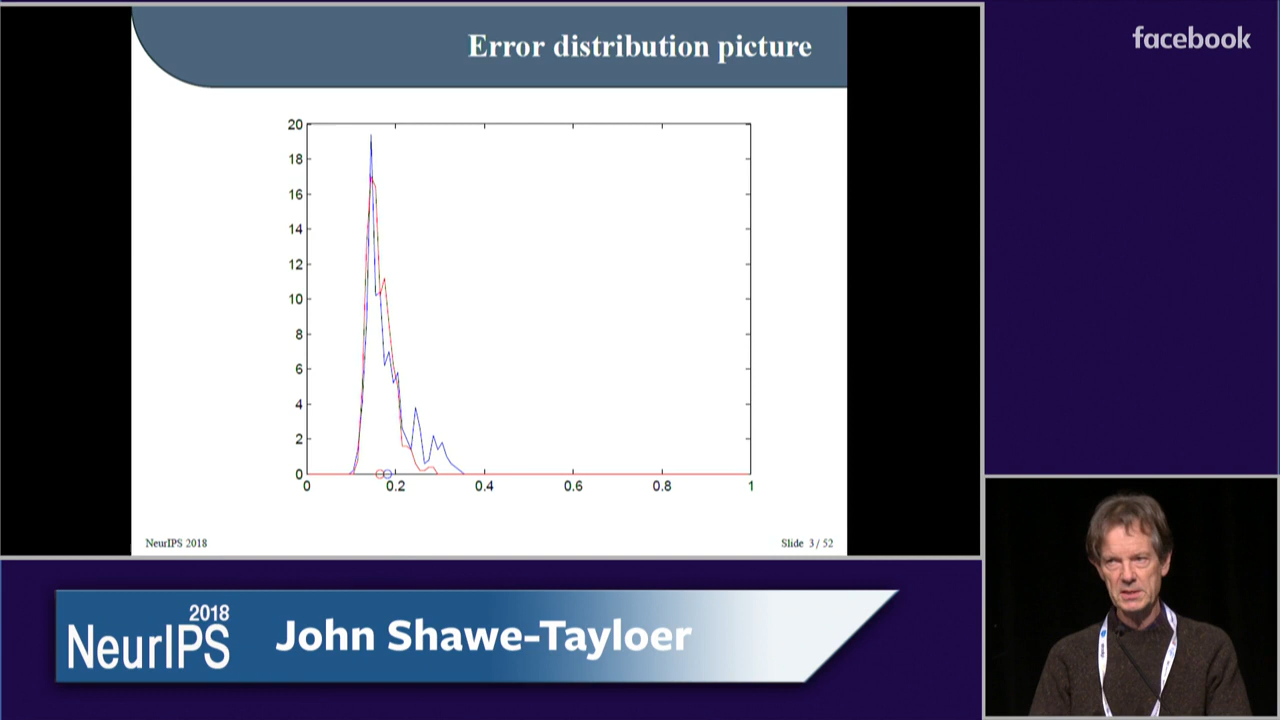 Error distribution picture
facebook
20
18
16
14
12
10
8
6
4
2
0
0 0.2 0.4 0.6 0.8 1
NeurIPS 2018
Slide 3 / 52
2018
NeurIPS
John Shawe-Tayloer